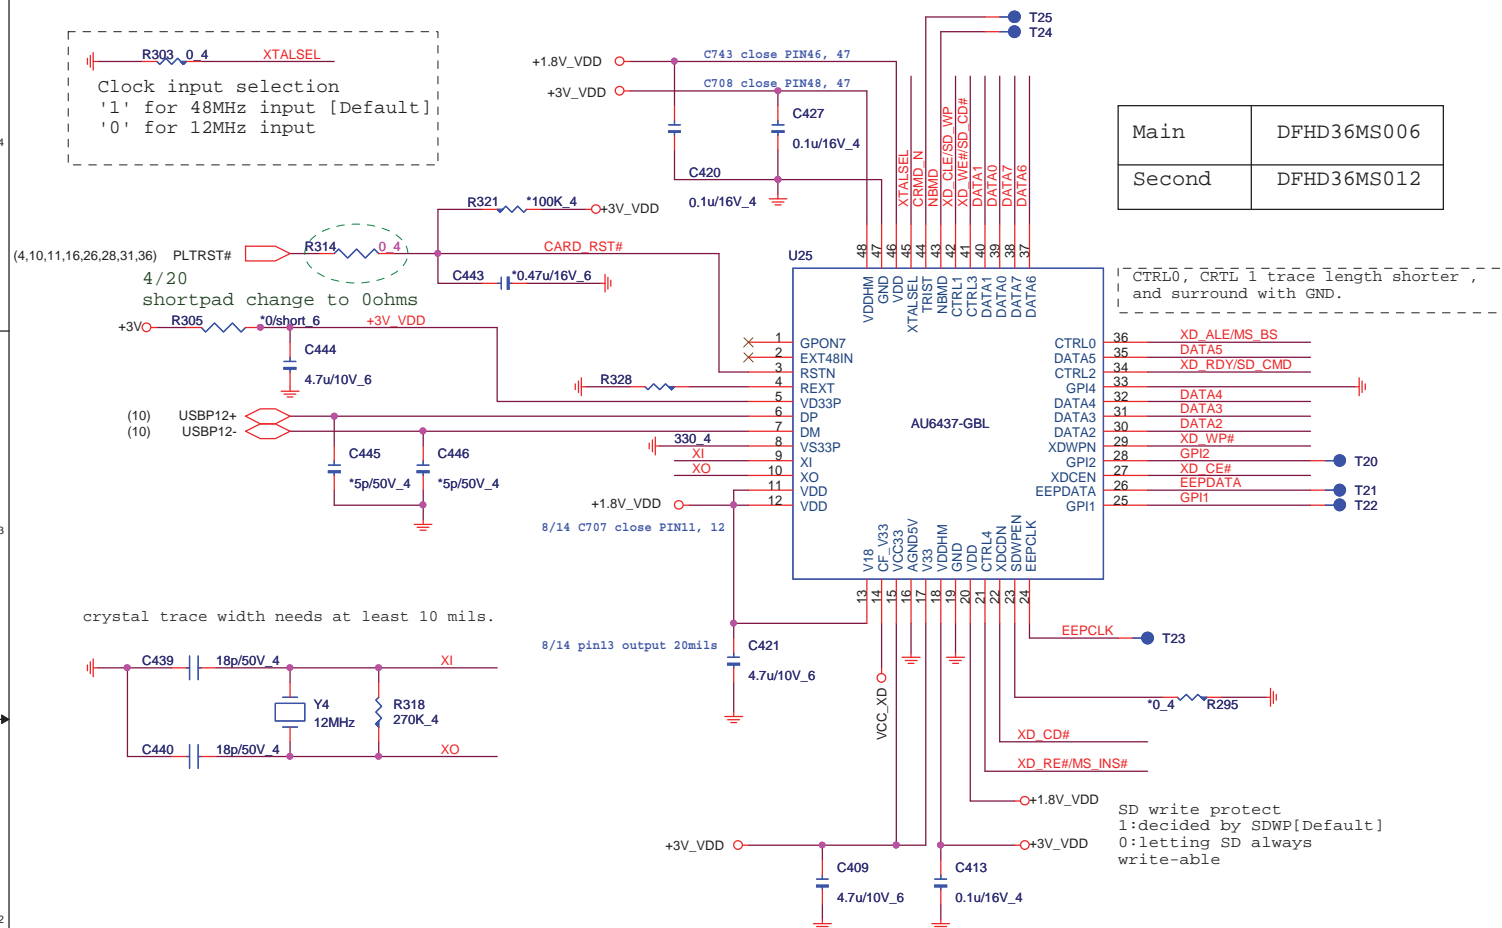 R303 0_4 XTALSEL
Clock input selection
'1' for 48MHz input [Default]
'0' for 12MHz input
+1.8V_VDD
C743 close PIN46, 47
+3V_VDD
C708 close PIN48, 47
C427
0.1u/16V_4
C420
0.1u/16V_4
T25
T24
XTALSEL
CRMD_N
NBMD
XD_CLE/SD_WP
XD_WE#/SD_CD#
DATA1
DATA0
DATA7
DATA6
Main DFHD36MS006
Second DFHD36MS012
R321 *100K_4 +3V_VDD
(4,10,11,16,26,28,31,36) PLTRST#
R314 0_4
CARD_RST#
C443 *0.47u/16V_6
4/20
shortpad change to 0ohms
+3V R305 *0/short_6 +3V_VDD
C444
4.7u/10V_6
R328
(10) USBP12+
(10) USBP12-
C445
*5p/50V_4
C446
*5p/50V_4
330_4
XI
XO
+1.8V_VDD
8/14 C707 close PIN11, 12
U25
48 47 46 45 44 43 42 41 40 39 38 37
VDDHM
GND
VDD
XTALSEL
TRIST
NBMD
CTRL1
CTRL3
DATA1
DATA0
DATA7
DATA6
CTRL0, CRTL 1 trace length shorter ,
and surround with GND.
1 GPON7
2 EXT48IN
3 RSTN
4 REXT
5 VD33P
6 DP
7 DM
8 VS33P
9 XI
10 XO
11 VDD
12 VDD
AU6437-GBL
CTRL0 36 XD_ALE/MS_BS
DATA5 35 DATA5
CTRL2 34 XD_RDY/SD_CMD
GPI4 33
DATA4 32 DATA4
DATA3 31 DATA3
DATA2 30 DATA2
XDWPN 29 XD_WP#
GPI2 28 GPI2 T20
XDCEN 27 XD_CE#
EEPDATA 26 EEPDATA T21
GPI1 25 GPI1 T22
V18
CF_V33
VCC33
AGND5V
V33
VDDHM
GND
VDD
CTRL4
XDCDN
SDWPEN
EEPCLK
13 14 15 16 17 18 19 20 21 22 23 24
crystal trace width needs at least 10 mils.
C439 18p/50V_4 XI
Y4
12MHz
R318
270K_4
C440 18p/50V_4 XO
8/14 pin13 output 20mils
C421
4.7u/10V_6
VCC_XD
EEPCLK T23
*0_4 R295
XD_CD#
XD_RE#/MS_INS#
+1.8V_VDD
+3V_VDD
+3V_VDD
C409
4.7u/10V_6
C413
0.1u/16V_4
SD write protect
1:decided by SDWP[Default]
0:letting SD always
write-able
4
3
2